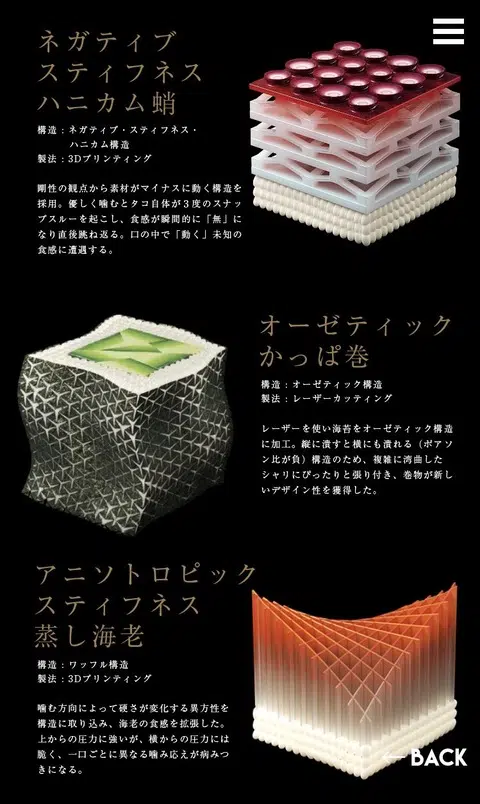 ネガティブ
スティフネス
ハニカム蛸
構造：ネガティブ・スティフネス・
ハニカム構造
製法：3Dプリンティング
剛性の観点から素材がマイナスに動く構造を
採用。優しく噛むとタコ自体が３度のスナッ
プスルーを起こし、食感が瞬間的に「無」に
なり直後跳ね返る。口の中で「動く」未知の
食感に遭遇する。
オーゼティック
かっぱ巻
構造：オーゼティック構造
製法：レーザーカッティング
レーザーを使い海苔をオーゼティック構造
に加工。縦に潰すと横にも潰れる（ポアソ
ン比が負）構造のため、複雑に湾曲した
シャリにぴったりと張り付き、巻物が新し
いデザイン性を獲得した。
アニソトロピック
スティフネス
蒸し海老
構造：ワッフル構造
製法：3Dプリンティング
噛む方向によって硬さが変化する異方性を
構造に取り込み、海老の食感を拡張した。
上からの圧力に強いが、横からの圧力には
脆く、一口ごとに異なる噛み応えが病みつ
きになる。
BACK